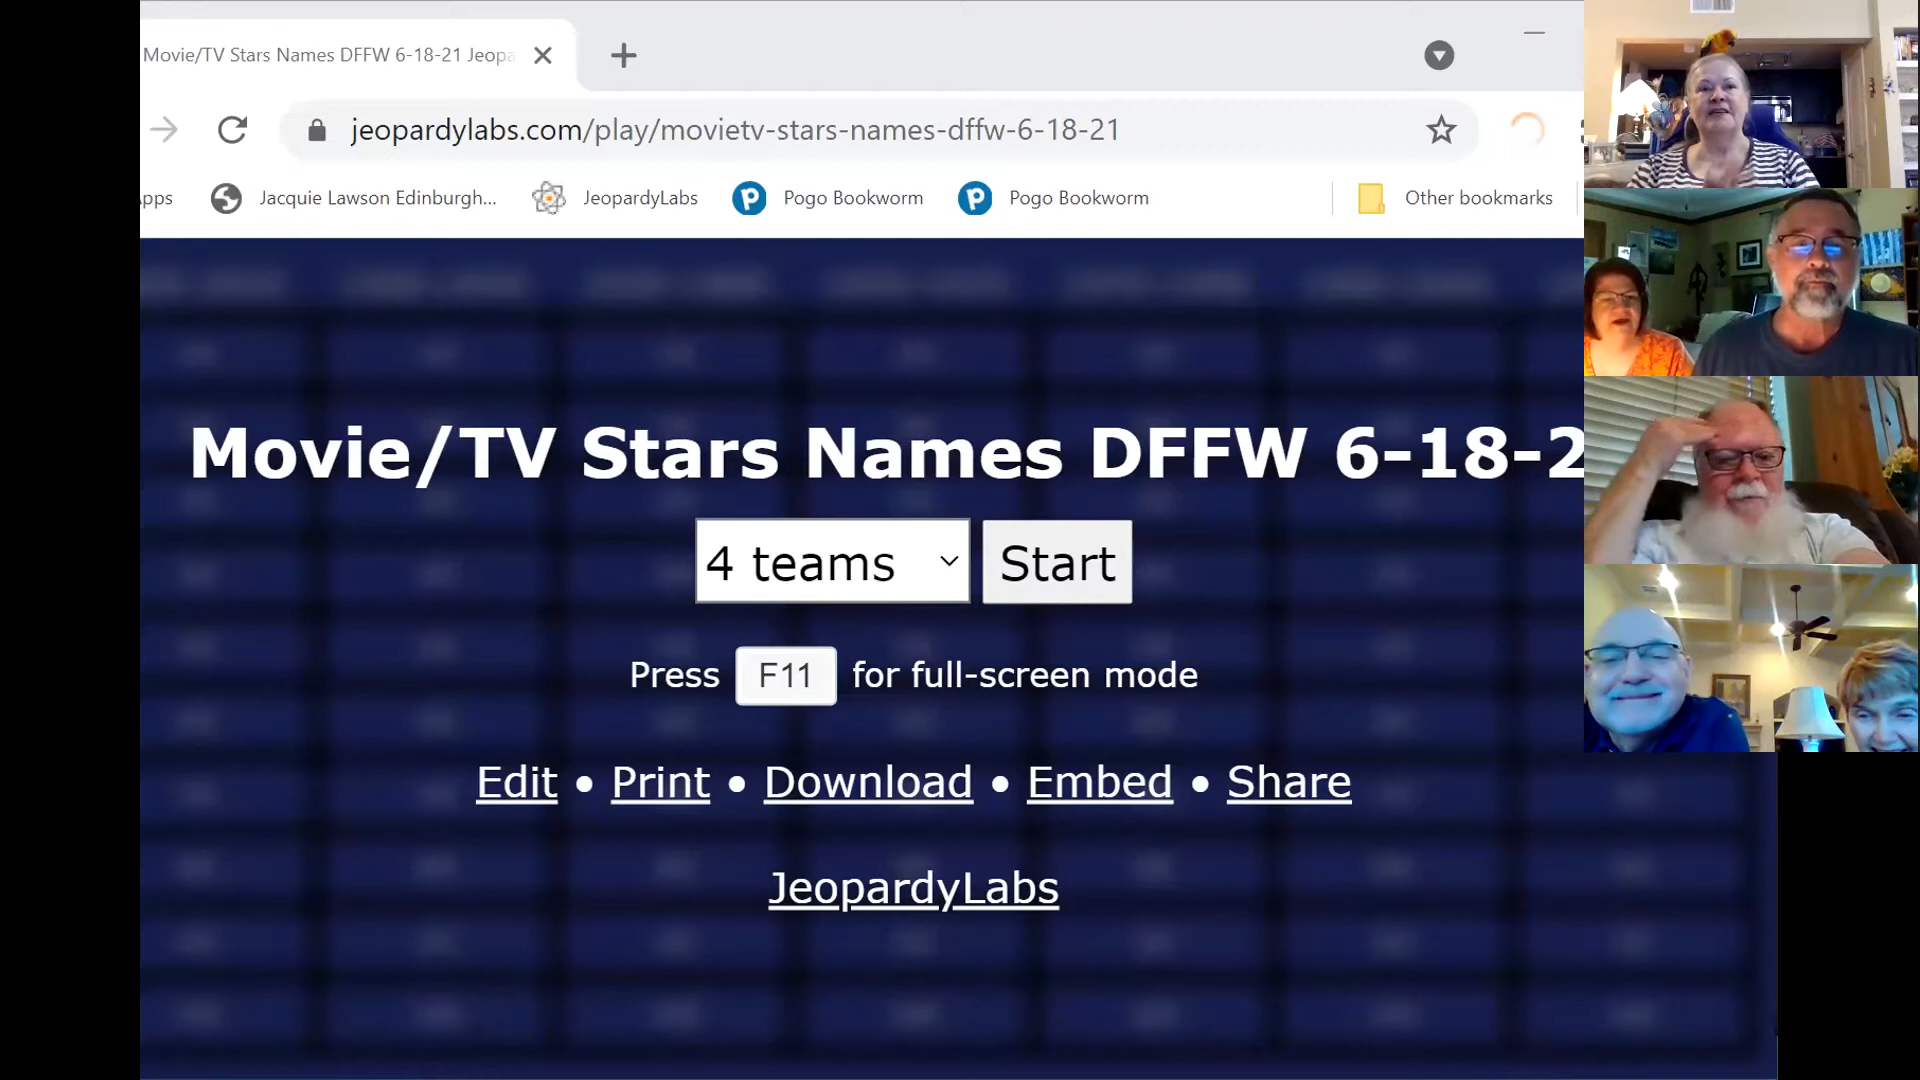 Movie/TV Stars Names DFFW 6-18-21 Jeopa
jeopardylabs.com/play/movietv-stars-names-dffw-6-18-21
Apps Jacquie Lawson Edinburgh... JeopardyLabs Pogo Bookworm Pogo Bookworm Other bookmarks
Movie/TV Stars Names DFFW 6-18-2
4 teams Start
Press F11 for full-screen mode
Edit • Print • Download • Embed • Share
JeopardyLabs